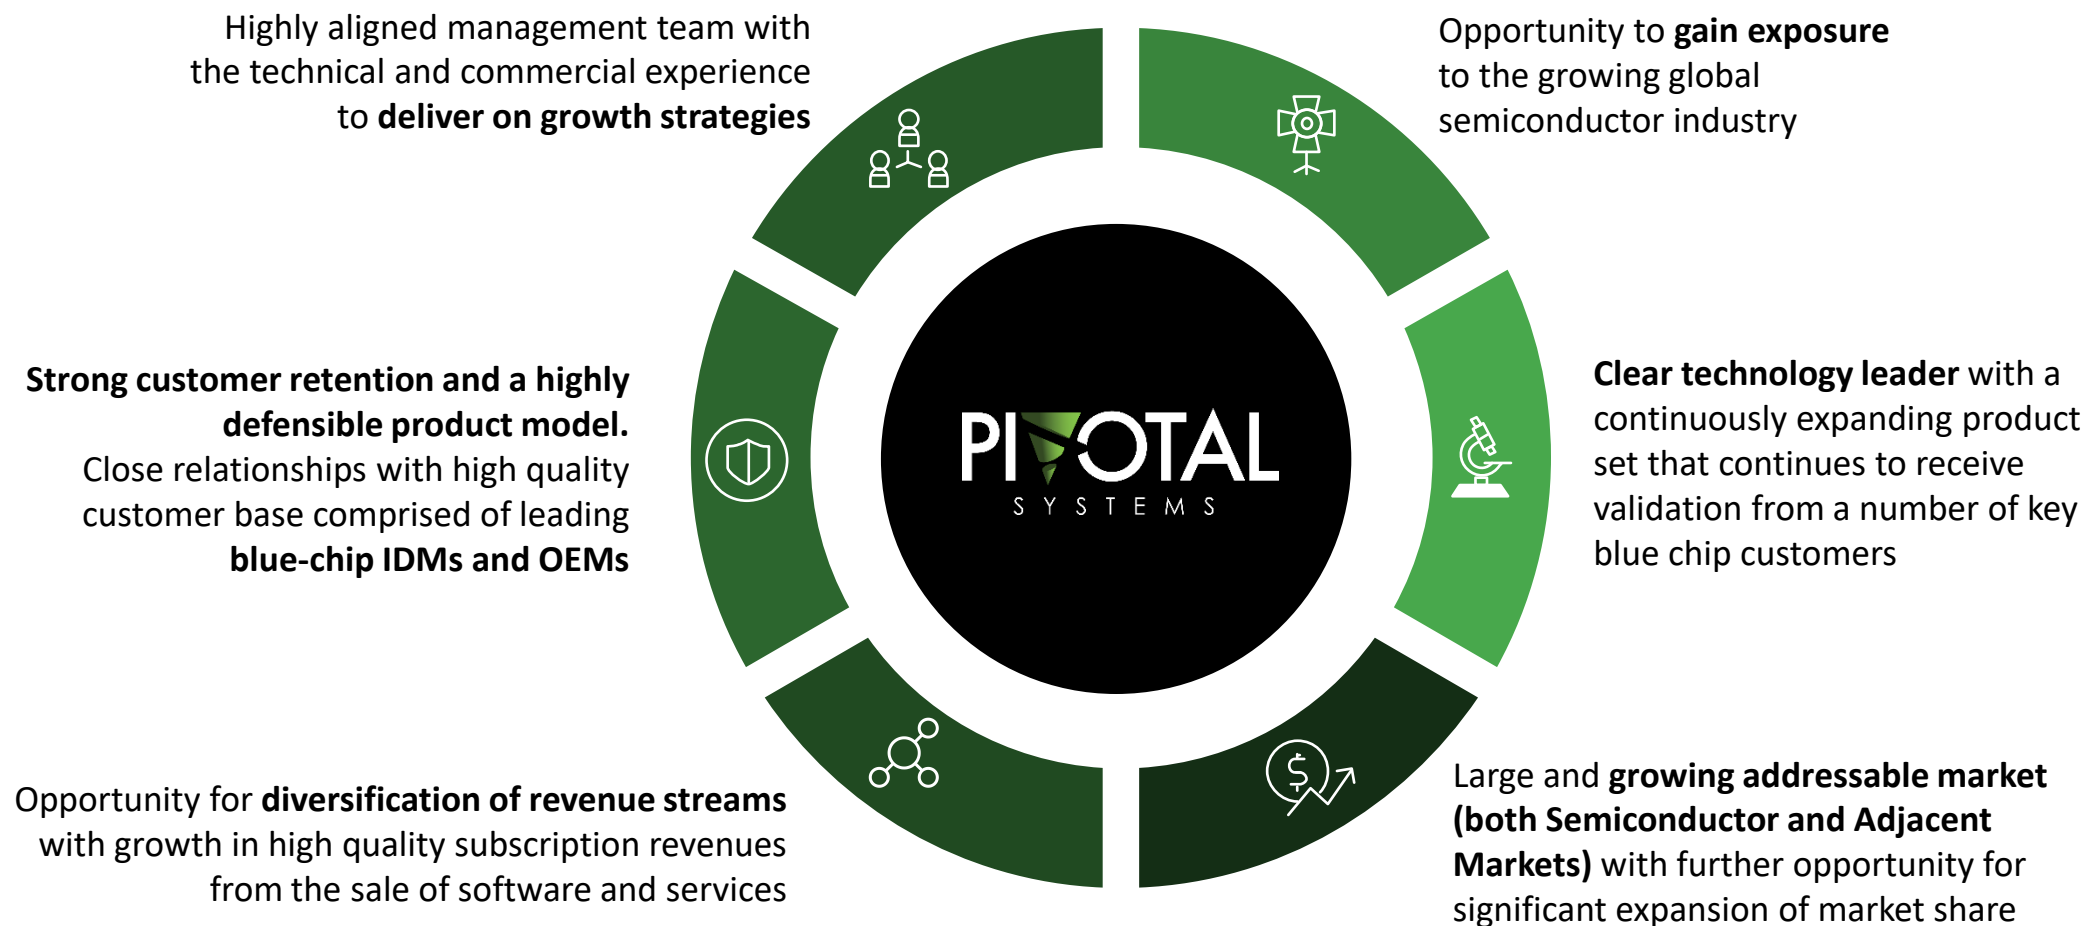 Highly aligned management team with
the technical and commercial experience
to deliver on growth strategies
Opportunity to gain exposure
to the growing global
semiconductor industry
Strong customer retention and a highly
defensible product model.
Close relationships with high quality
customer base comprised of leading
blue-chip IDMs and OEMs
PIVOTAL
SYSTEMS
Clear technology leader with a
continuously expanding product
set that continues to receive
validation from a number of key
blue chip customers
Opportunity for diversification of revenue streams
with growth in high quality subscription revenues
from the sale of software and services
$
Large and growing addressable market
(both Semiconductor and Adjacent
Markets) with further opportunity for
significant expansion of market share